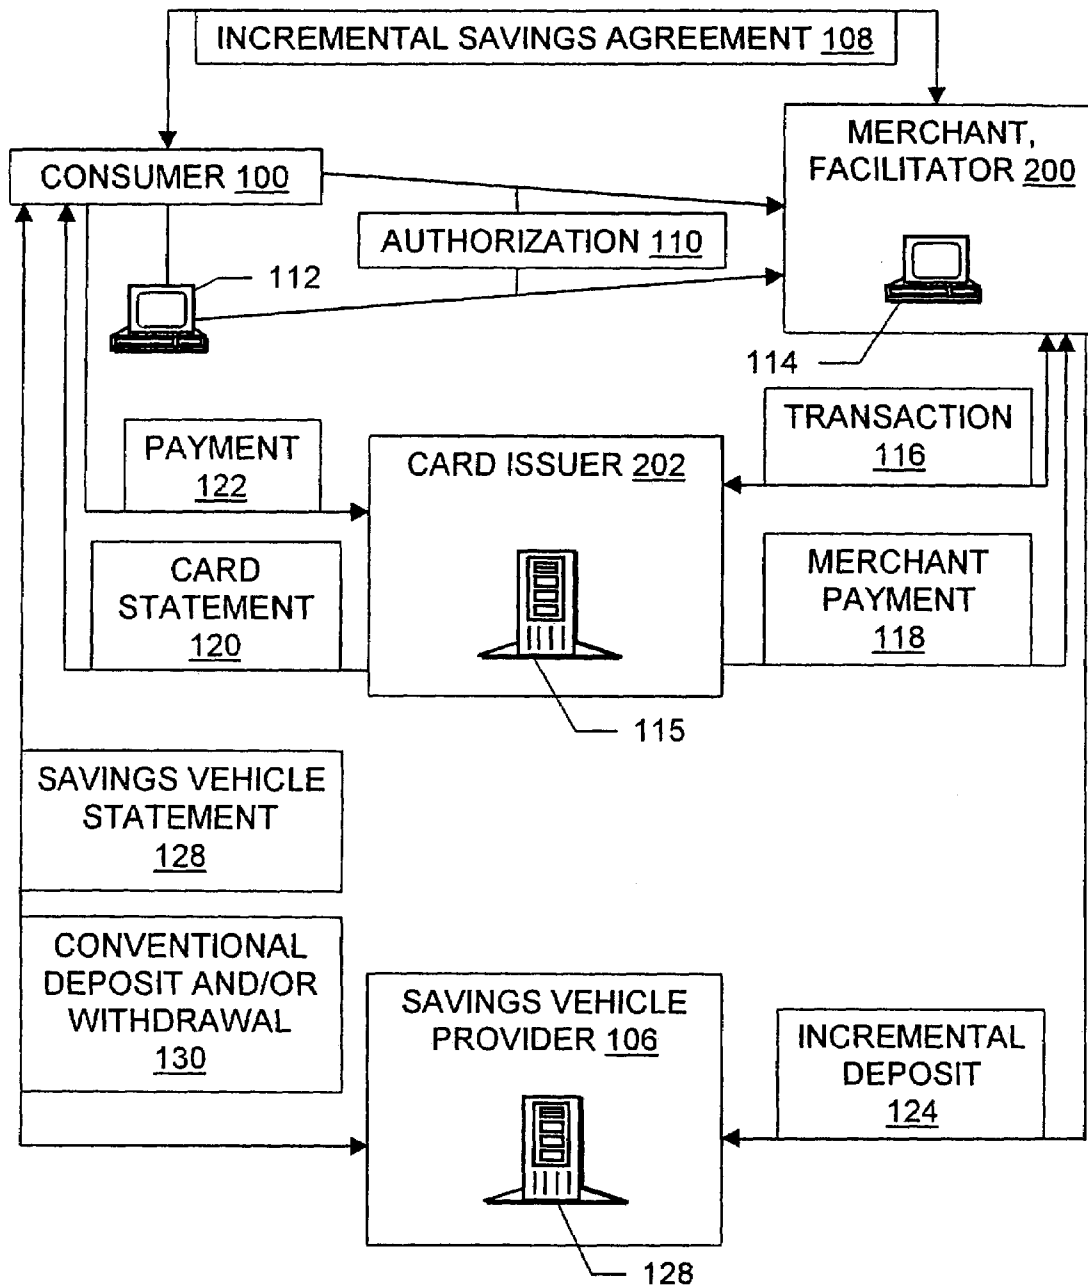 INCREMENTAL SAVINGS AGREEMENT 108
MERCHANT,
FACILITATOR 200
CONSUMER 100
AUTHORIZATION 110
112
114
TRANSACTION
116
PAYMENT
122
CARD ISSUER 202
CARD
STATEMENT
120
MERCHANT
PAYMENT
118
115
SAVINGS VEHICLE
STATEMENT
128
CONVENTIONAL
DEPOSIT AND/OR
WITHDRAWAL
130
SAVINGS VEHICLE
PROVIDER 106
INCREMENTAL
DEPOSIT
124
128